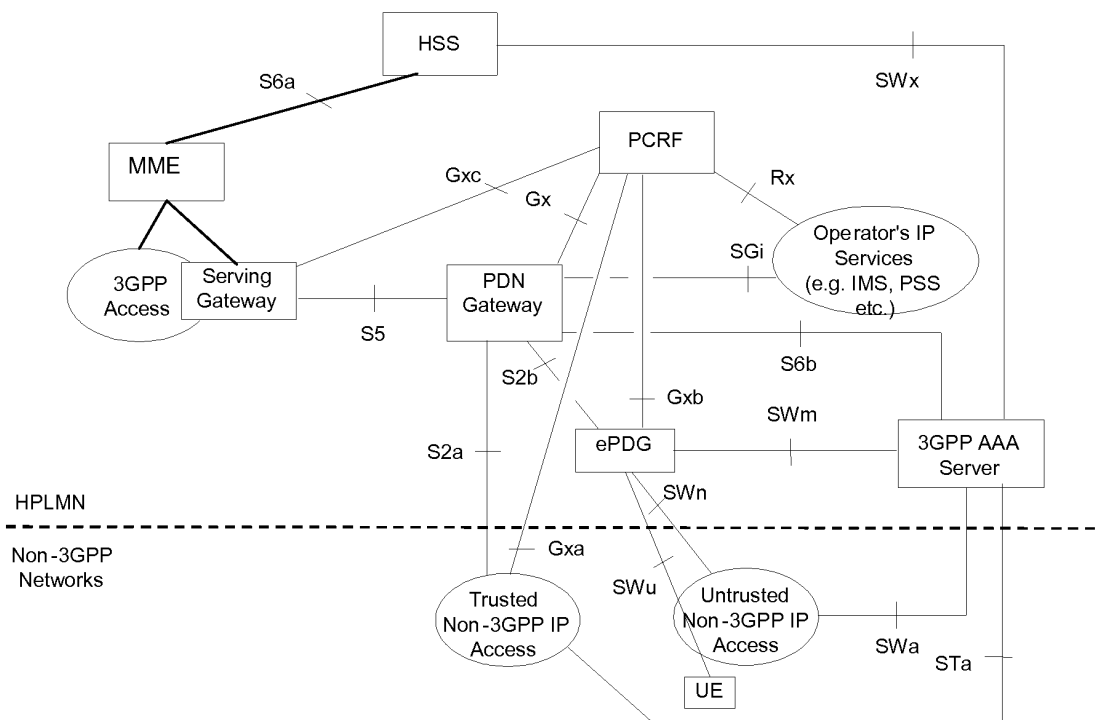 HSS
SWx
S6a
PCRF
MME
Gxc
Gx
Rx
Operator's IP
Services
(e.g. IMS, PSS
etc.)
SGi
3GPP
Access
Serving
Gateway
PDN
Gateway
S5
S2b
S6b
Gxb
SWm
ePDG
3GPP AAA
Server
S2a
SWn
HPLMN
Non-3GPP
Networks
Gxa
SWu
Trusted
Non-3GPP IP
Access
Untrusted
Non-3GPP IP
Access
SWa
STa
UE